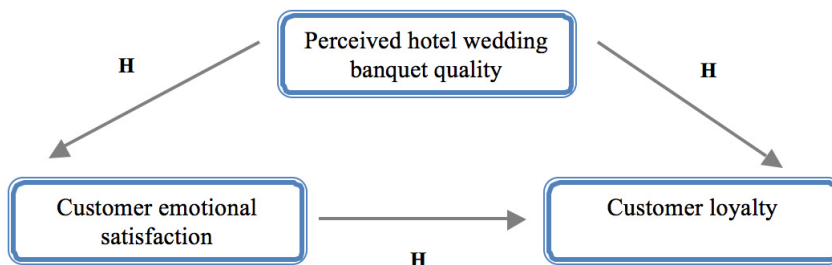 Perceived hotel wedding
banquet quality
H
H
Customer emotional
satisfaction
Customer loyalty
H